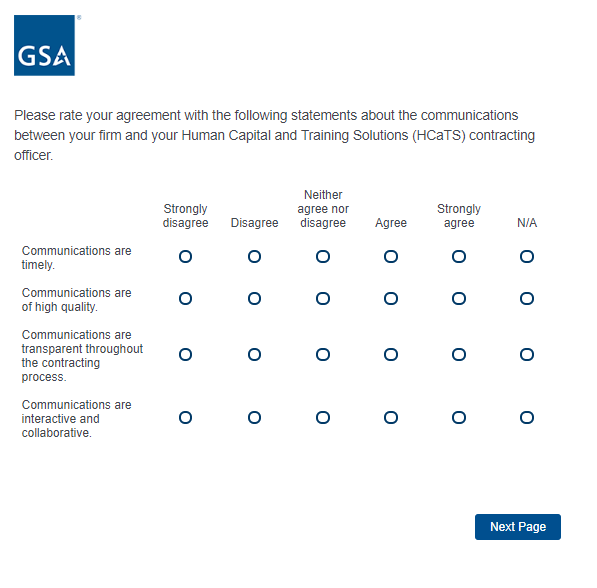 GSA
Please rate your agreement with the following statements about the communications
between your firm and your Human Capital and Training Solutions (HCaTS) contracting
officer.
Strongly
disagree
Disagree
Neither
agree nor
disagree
Agree
Strongly
agree
N/A
Communications are
timely.
Communications are
of high quality.
Communications are
transparent throughout
the contracting
process.
Communications are
interactive and
collaborative.
Next Page